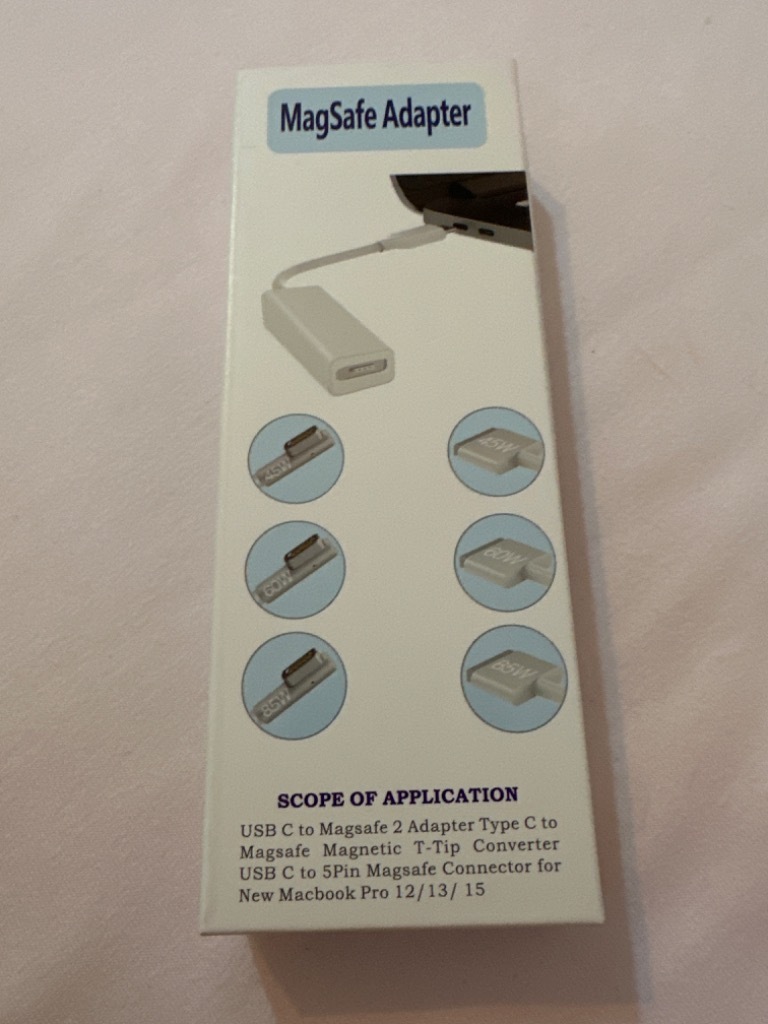 MagSafe Adapter
45W
45W
60W
60W
85W
85W
SCOPE OF APPLICATION
USB C to Magsafe 2 Adapter Type C to
Magsafe Magnetic T-Tip Converter
USB C to 5Pin Magsafe Connector for
New Macbook Pro 12/13/ 15